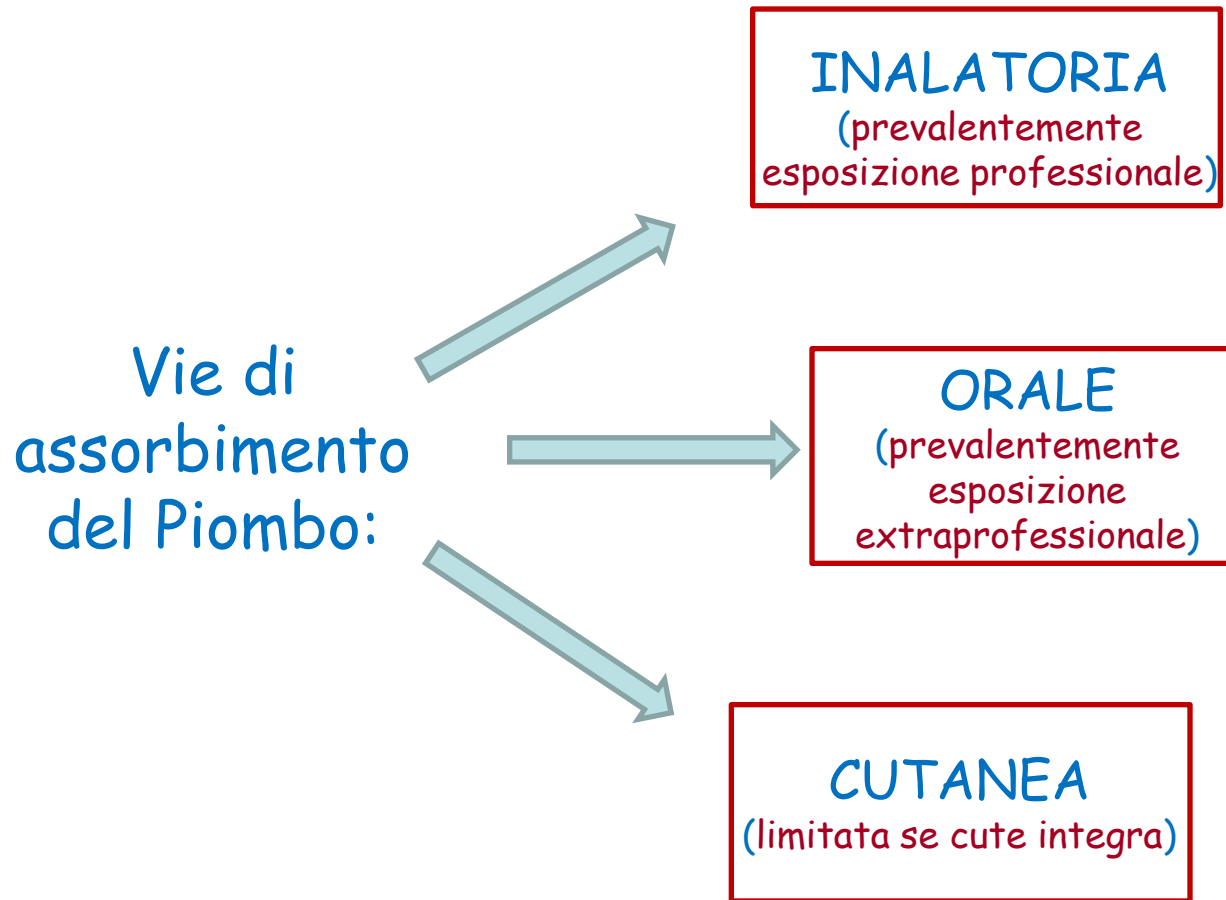 Vie di
assorbimento
del Piombo:
INALATORIA
(prevalentemente
esposizione professionale)
ORALE
(prevalentemente
esposizione
extraprofessionale)
CUTANEA
(limitata se cute integra)